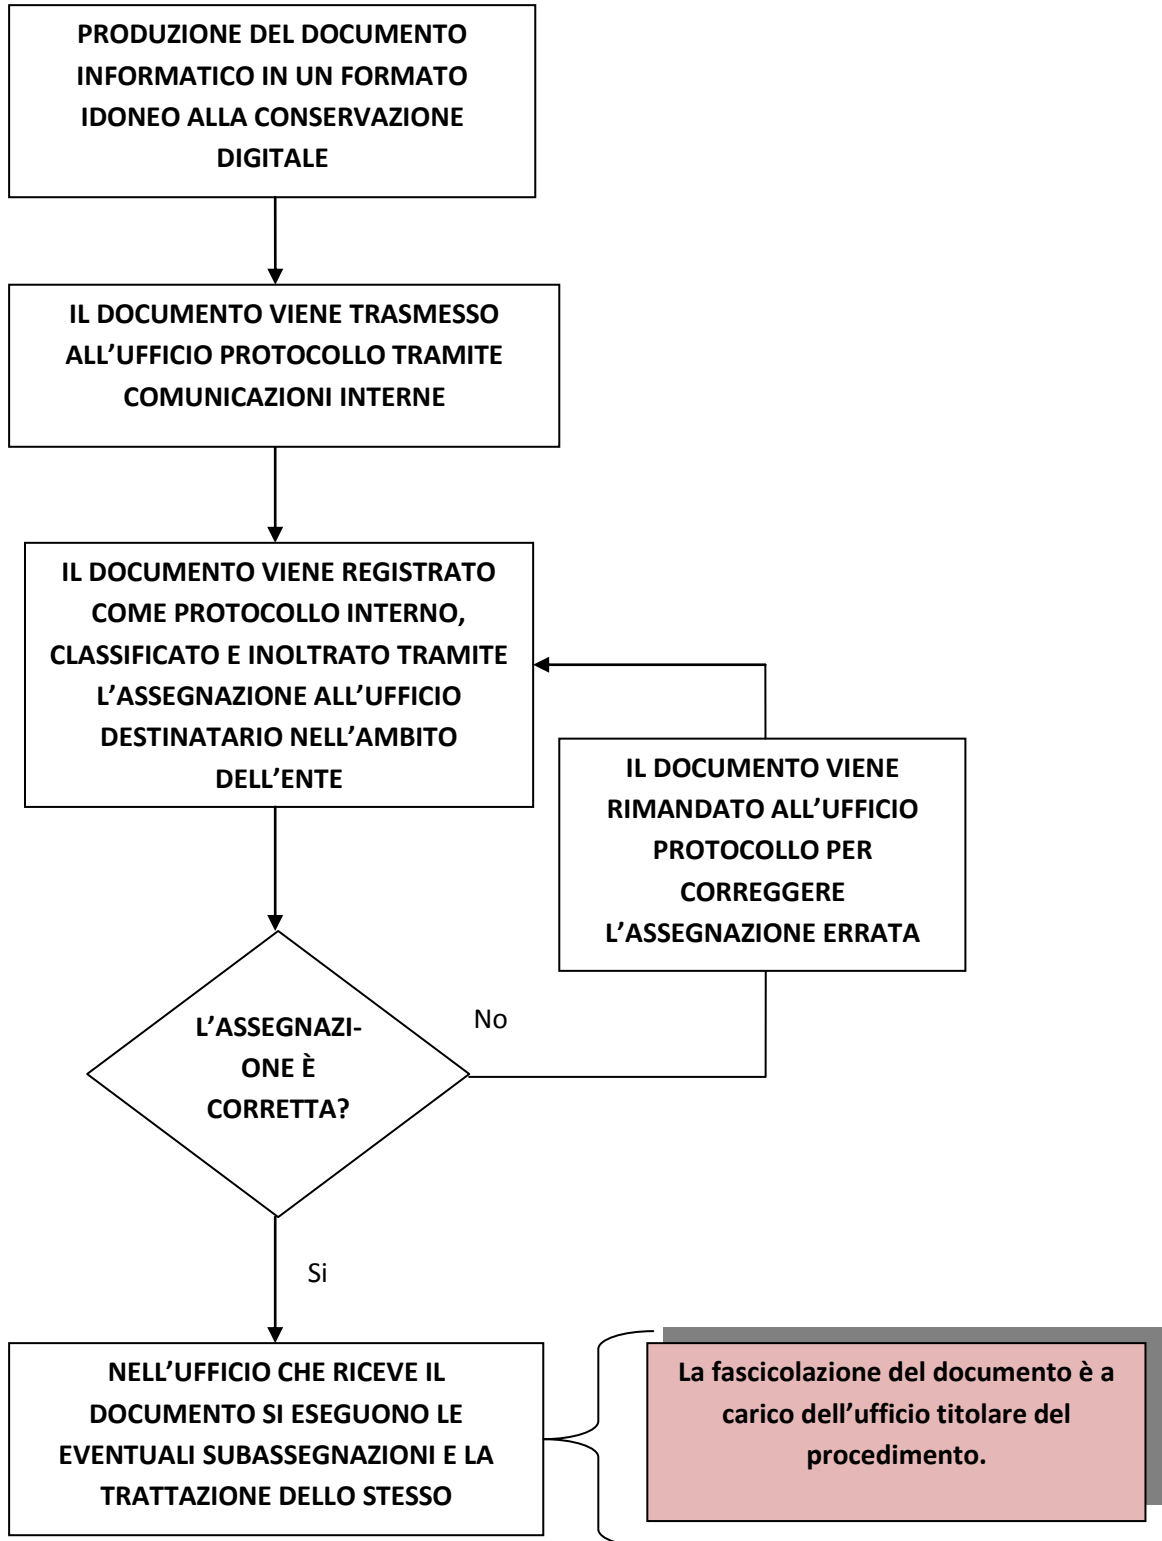 PRODUZIONE DEL DOCUMENTO
INFORMATICO IN UN FORMATO
IDONEO ALLA CONSERVAZIONE
DIGITALE
IL DOCUMENTO VIENE TRASMESSO
ALL’UFFICIO PROTOCOLLO TRAMITE
COMUNICAZIONI INTERNE
IL DOCUMENTO VIENE REGISTRATO
COME PROTOCOLLO INTERNO,
CLASSIFICATO E INOLTRATO TRAMITE
L’ASSEGNAZIONE ALL’UFFICIO
DESTINATARIO NELL’AMBITO
DELL’ENTE
IL DOCUMENTO VIENE
RIMANDATO ALL’UFFICIO
PROTOCOLLO PER
CORREGGERE
L’ASSEGNAZIONE ERRATA
L’ASSEGNAZI-
ONE È
CORRETTA?
No
Si
NELL’UFFICIO CHE RICEVE IL
DOCUMENTO SI ESEGUONO LE
EVENTUALI SUBASSEGNAZIONI E LA
TRATTAZIONE DELLO STESSO
La fascicolazione del documento è a
carico dell’ufficio titolare del
procedimento.